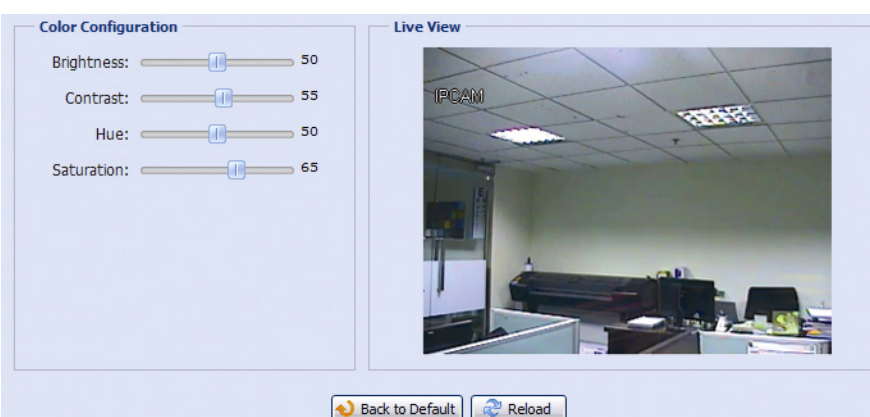 Color Configuration
Brightness: 50
Contrast: 55
Hue: 50
Saturation: 65
Live View
IPCAM
Back to Default
Reload